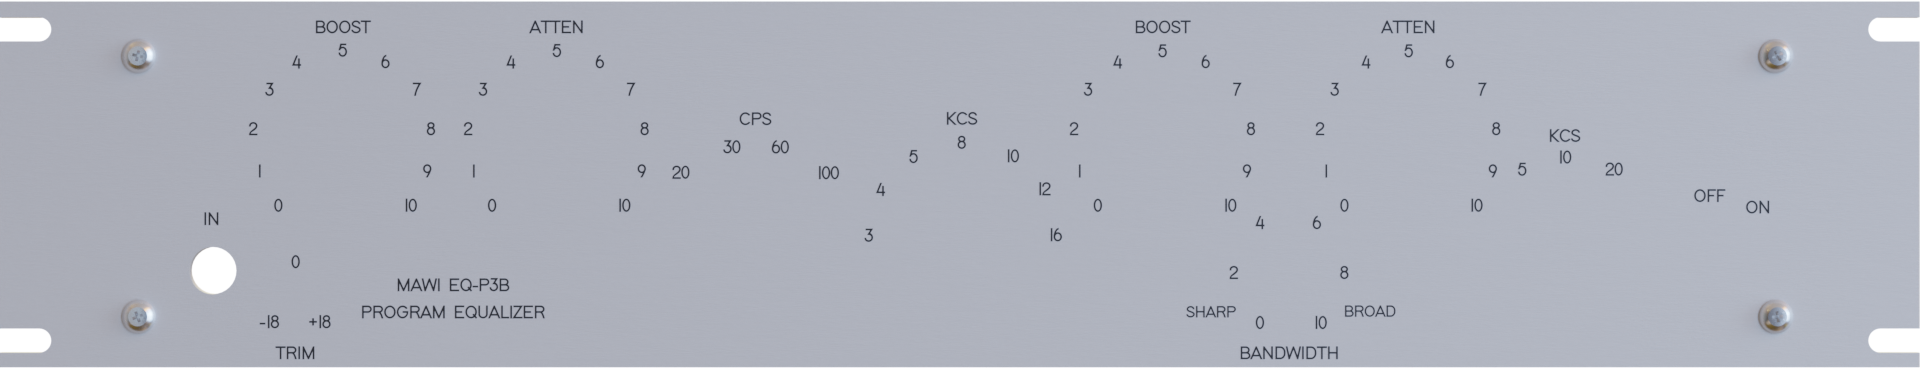 BOOST ATTEN BOOST ATTEN
5 5 5 5
4 6 4 6 4 6 4 6
3 7 3 7 3 7 3 7
CPS KCS
2 8 2 8 2 8 2 8
KCS
30 60 8
5 10 10
1 9 1 9 20 100 1 9 1 9 5 20
4 12
OFF
0 10 0 10 0 10 0 10 ON
IN
4 6
3 16
0
2 8
MAWI EQ-P3B
PROGRAM EQUALIZER SHARP BROAD
-18 +18 0 10
TRIM BANDWIDTH